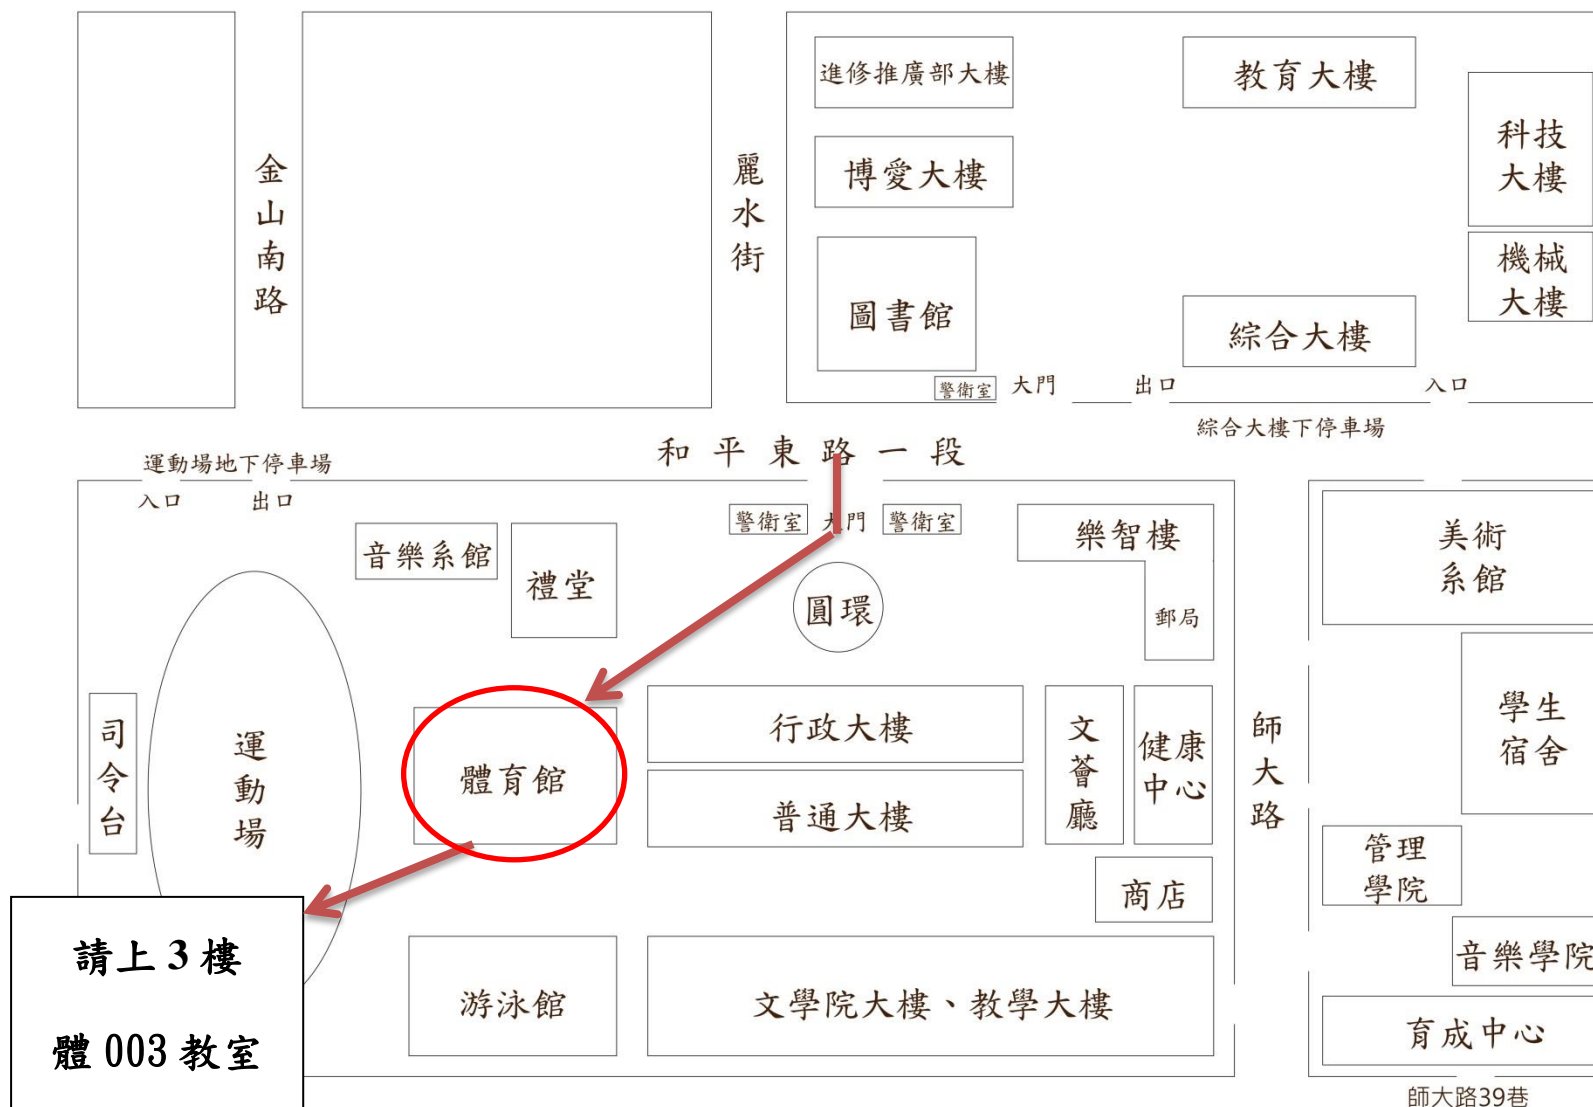 進修推廣部大樓
教育大樓
科技
大樓
金山南路
麗水街
博愛大樓
機械
大樓
圖書館
綜合大樓
警衛室
大門
出口
入口
綜合大樓下停車場
和平東路一段
運動場地下停車場
入口
出口
警衛室
大門
警衛室
音樂系館
禮堂
圓環
樂智樓
郵局
美術
系館
司令台
運動場
體育館
行政大樓
普通大樓
文薈廳
健康
中心
師大路
學生
宿舍
管理
學院
商店
請上3樓
體003教室
游泳館
文學院大樓、教學大樓
音樂學院
育成中心
師大路39巷